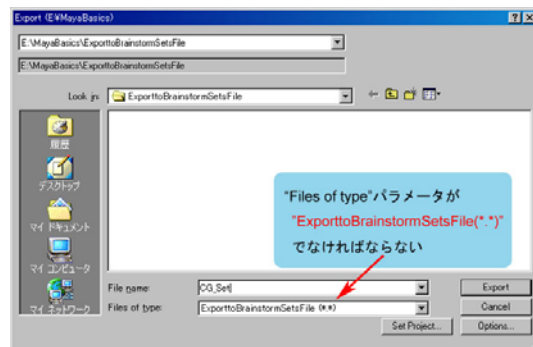 Export (E:¥MayaBasics)
E:\MayaBasics\ExporttoBrainstormSetsFile
E:\MayaBasics\ExporttoBrainstormSetsFile
Look in: ExporttoBrainstormSetsFile
履歴
デスクトップ
マイ ドキュメント
マイ コンピュータ
マイ ネットワーク
"Files of type"パラメータが
"ExporttoBrainstormSetsFile(*.*)"
でなければならない
File name: CG_Set Export
Files of type: ExporttoBrainstormSetsFile (*.*) Cancel
Set Project... Options...